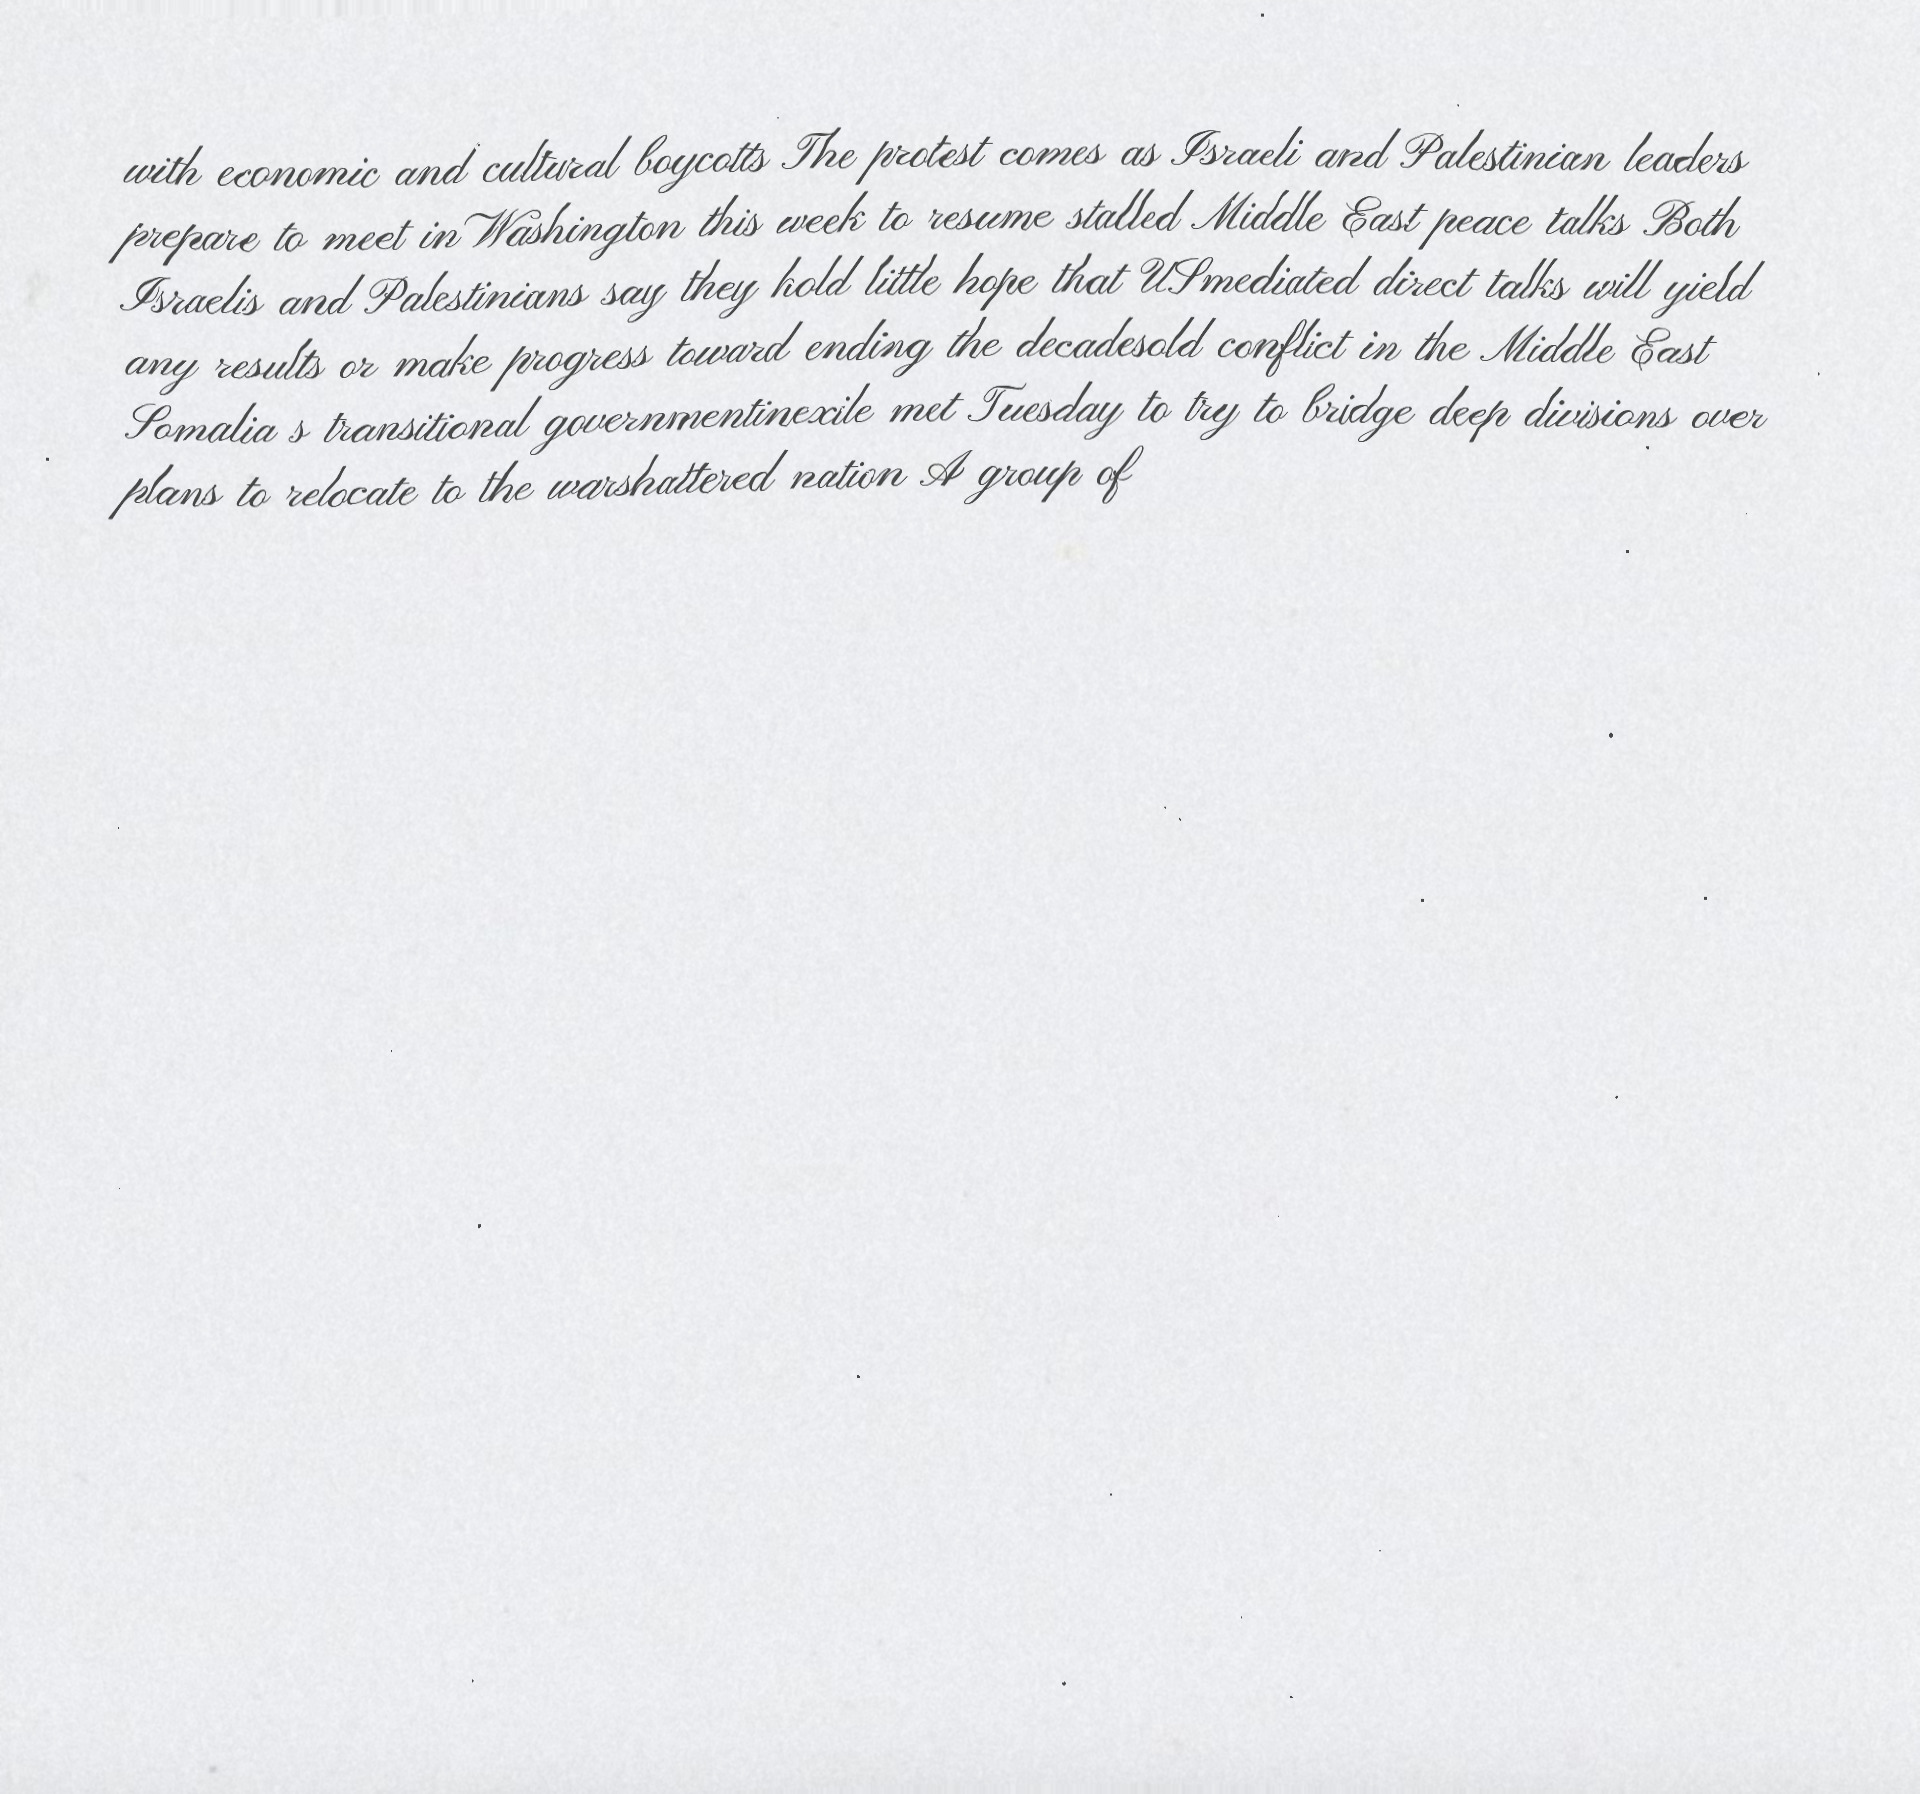 with economic and cultural boycotts The protest comes as Israeli and Palestinian leaders
prepare to meet in Washington this week to resume stalled Middle East peace talks Both
Israelis and Palestinians say they hold little hope that USmediated direct talks will yield
any results or make progress toward ending the decadesold conflict in the Middle East
Somalia s transitional governmentinexile met Tuesday to try to bridge deep divisions over
plans to relocate to the warshattered nation A group of